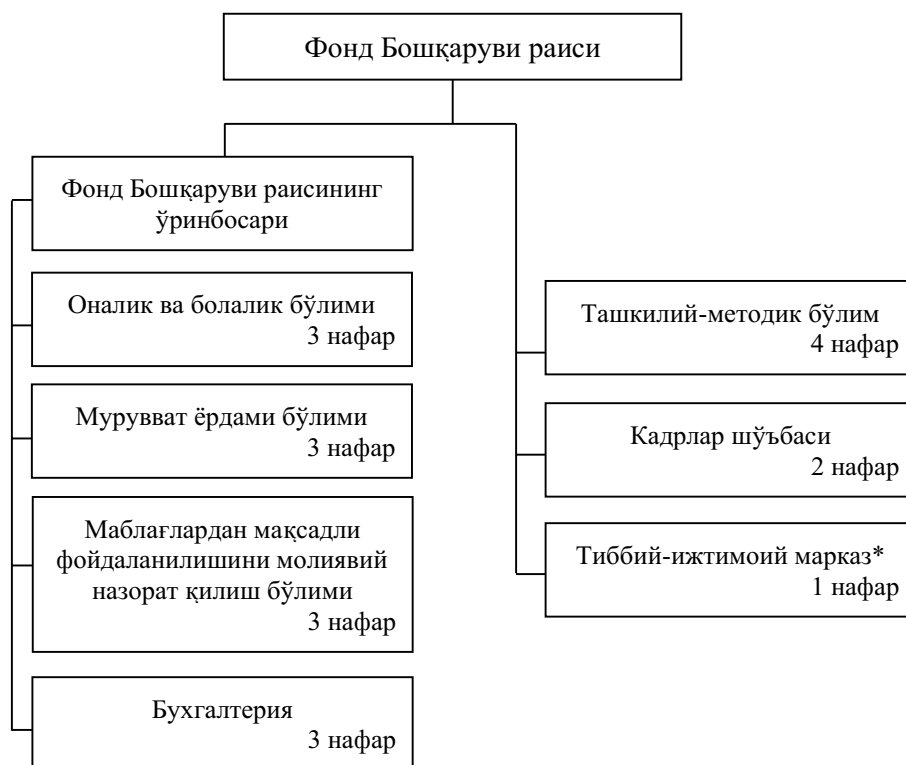 Фонд Бошқаруви раиси
Фонд Бошқаруви раисининг
ўринбосари
Оналик ва болалик бўлими
3 нафар
Мурувват ёрдами бўлими
3 нафар
Маблағлардан мақсадли
фойдаланилишини молиявий
назорат қилиш бўлими
3 нафар
Бухгалтерия
3 нафар
Ташкилий-методик бўлим
4 нафар
Кадрлар шўъбаси
2 нафар
Тиббий-ижтимоий марказ*
1 нафар